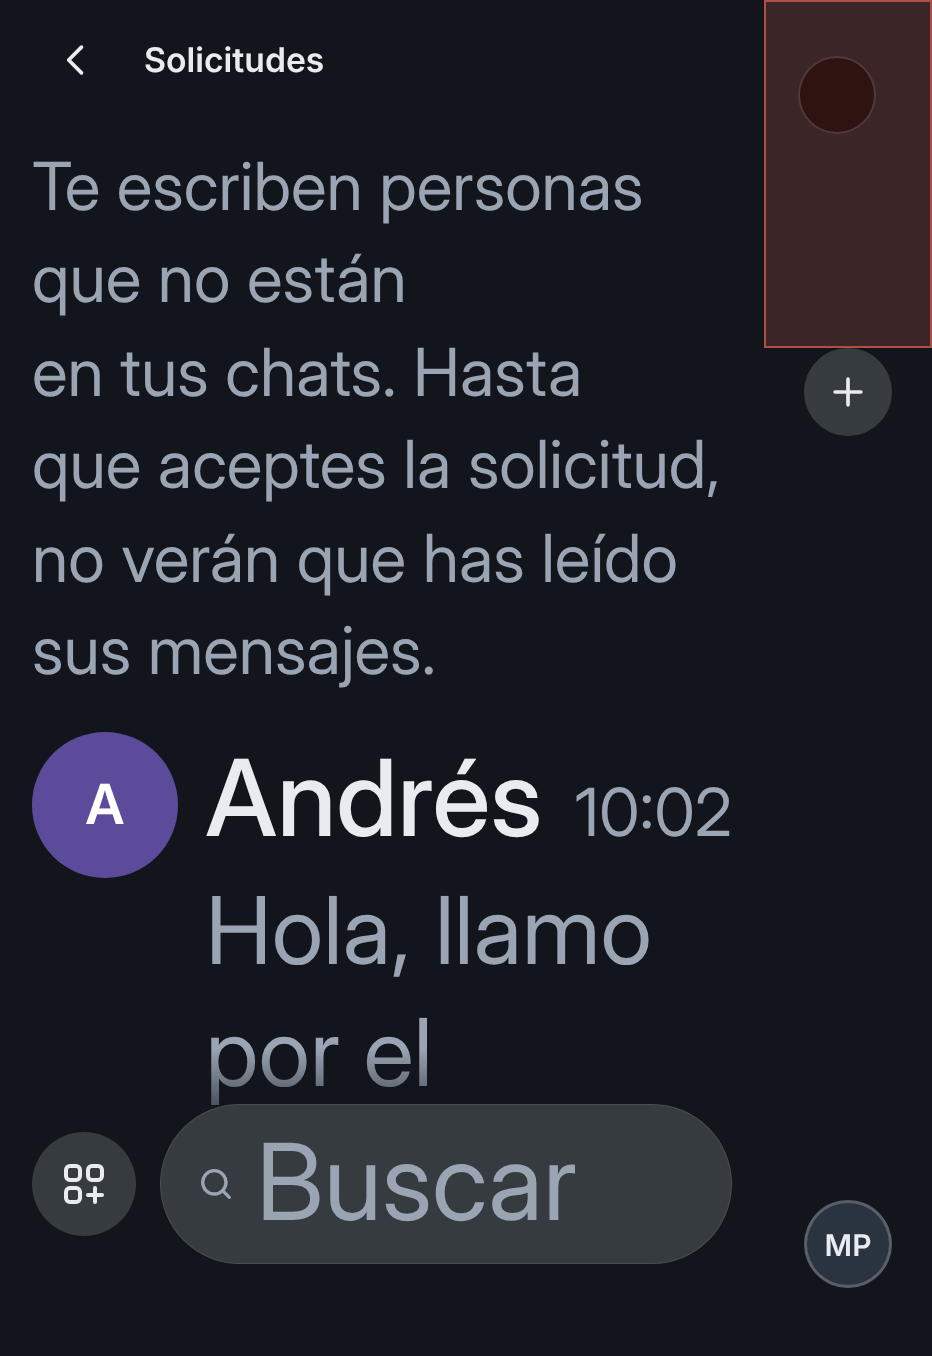 Solicitudes
Te escriben personas
que no están
en tus chats. Hasta
que aceptes la solicitud,
no verán que has leído
sus mensajes.
A
Andrés 10:02
Hola, llamo
por el
Buscar
MP